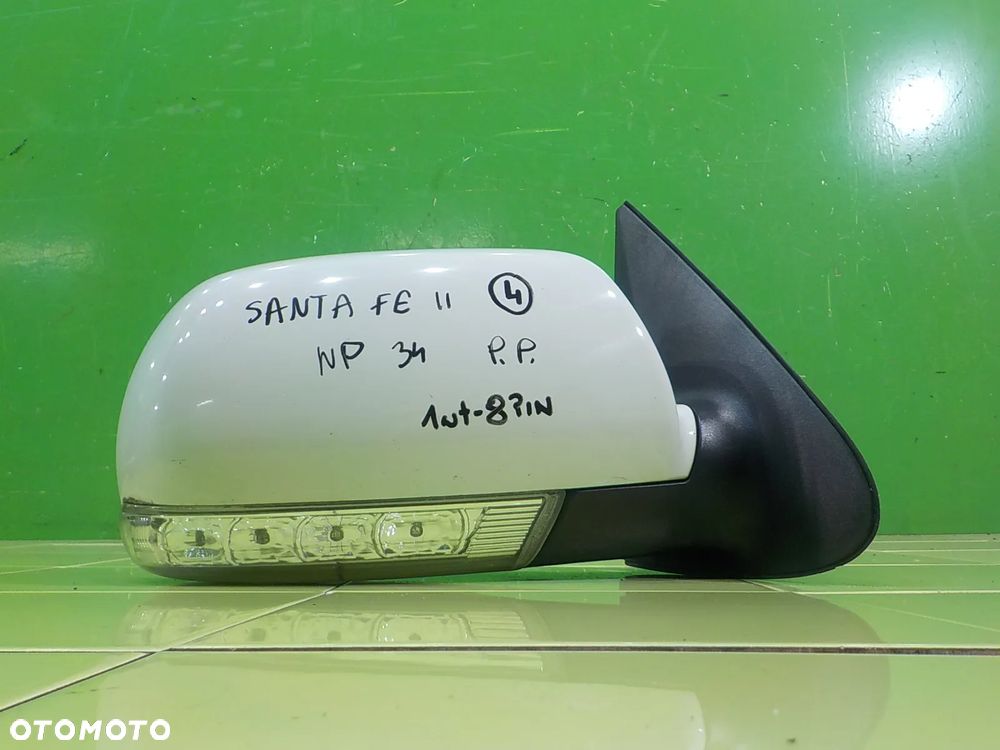 SANTA FE II 4
NP 34 P.P.
1wt-8PIN
OTOMOTO